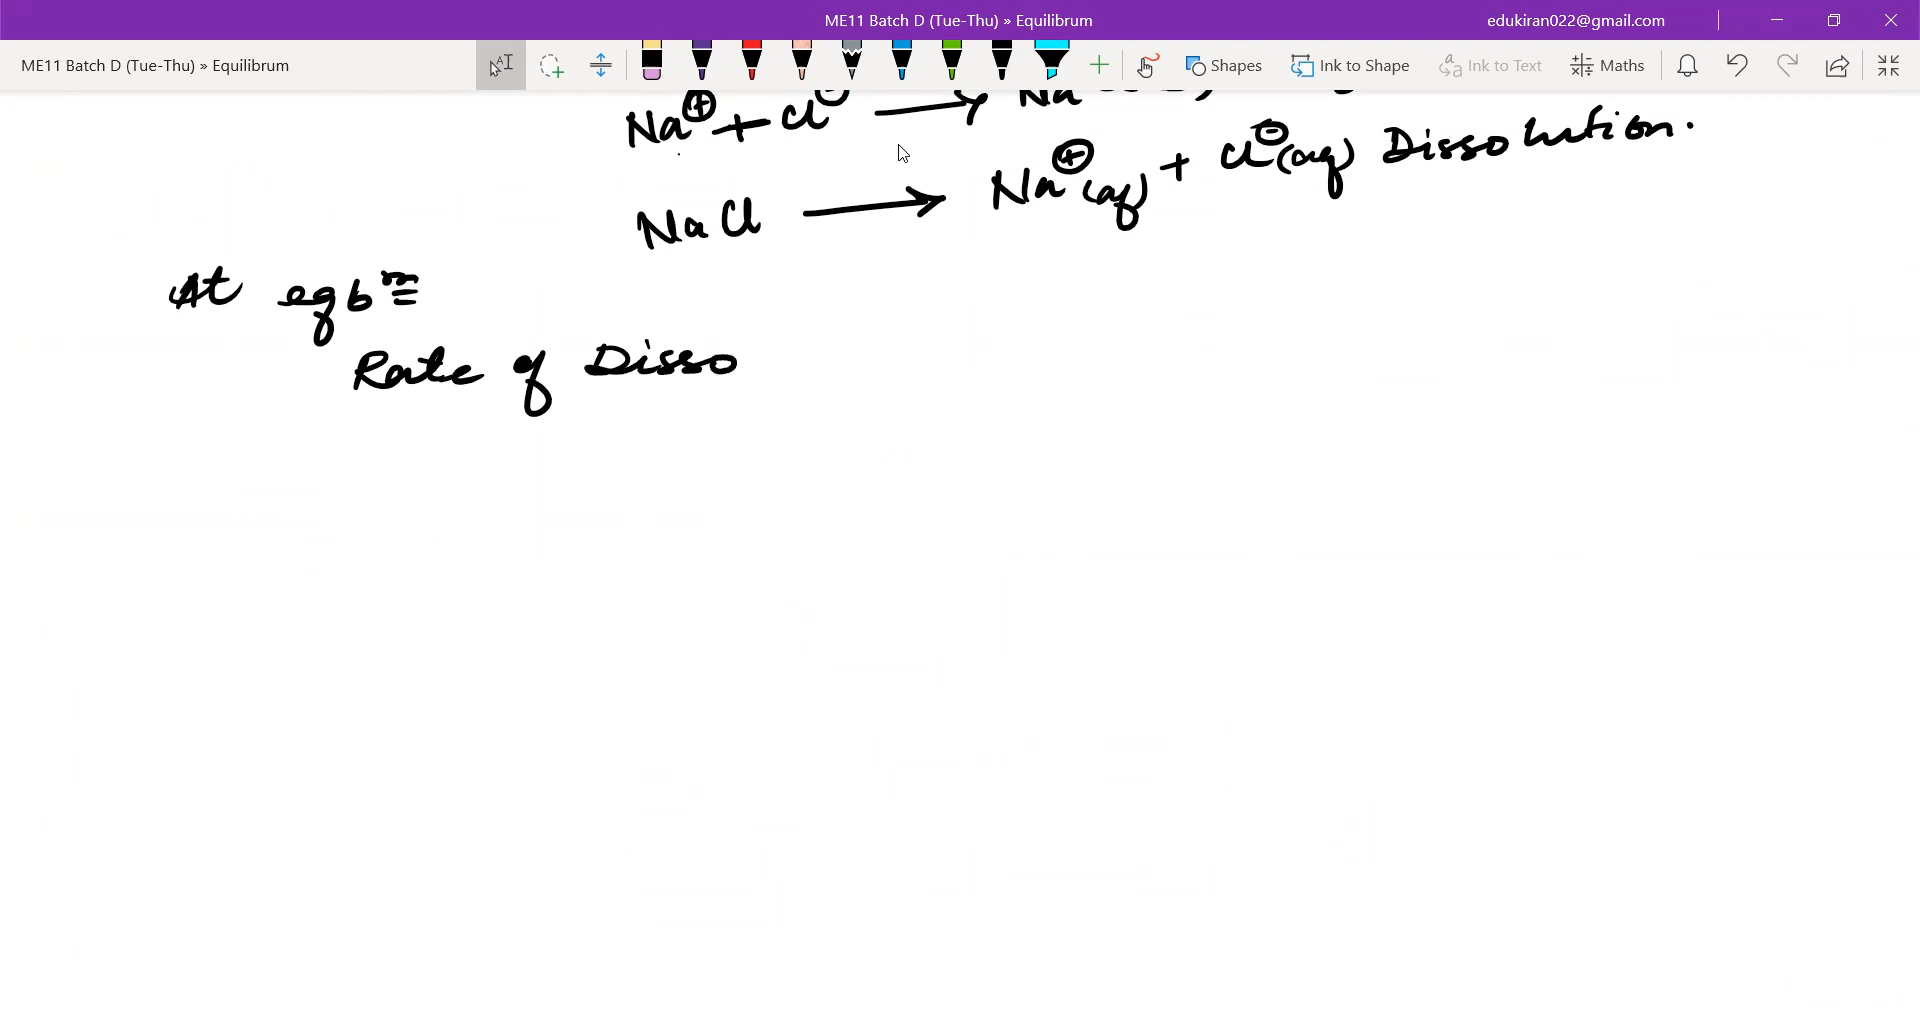 ME11 Batch D (Tue-Thu) » Equilibrum edukiran022@gmail.com
ME11 Batch D (Tue-Thu) » Equilibrum Shapes Ink to Shape Ink to Text Maths
Na⊕ + Cl⊖ → Na
NaCl → Na⊕(aq) + Cl⊖(aq) Dissolution.
At eqbm
Rate of Disso